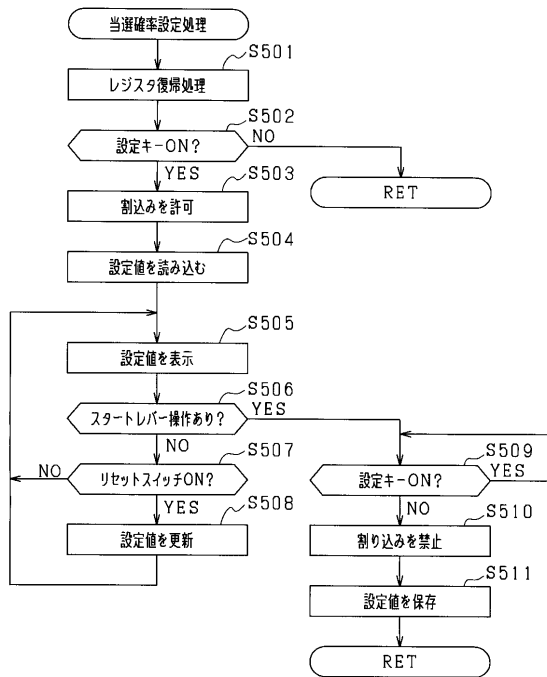 当選確率設定処理
S501
レジスタ復帰処理
S502
設定キーON?
NO
YES
RET
S503
割込みを許可
S504
設定値を読み込む
S505
設定値を表示
S506
スタートレバー操作あり?
YES
NO
S507
リセットスイッチON?
NO
YES
S508
設定値を更新
S509
設定キーON?
YES
NO
S510
割り込みを禁止
S511
設定値を保存
RET